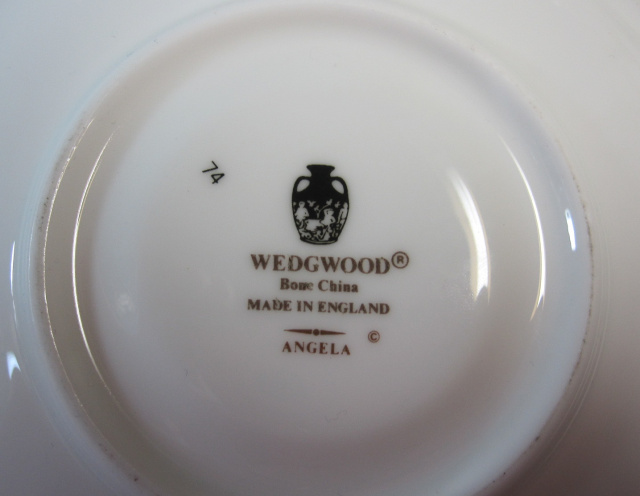 74
WEDGWOOD®
Bone China
MADE IN ENGLAND
ANGELA ©